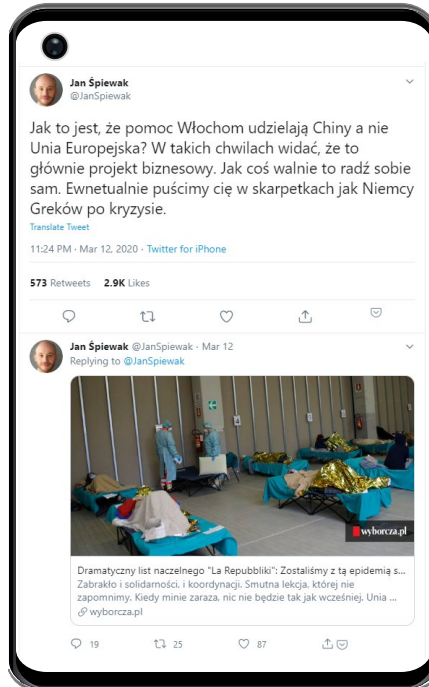 Jan Śpiewak
@JanSpiewak
Jak to jest, że pomoc Włochom udzielają Chiny a nie
Unia Europejska? W takich chwilach widać, że to
głównie projekt biznesowy. Jak coś walnie to radź sobie
sam. Ewnetualnie puścimy cię w skarpetkach jak Niemcy
Greków po kryzysie.
Translate Tweet
11:24 PM · Mar 12, 2020 · Twitter for iPhone
573 Retweets 2.9K Likes
Jan Śpiewak @JanSpiewak · Mar 12
Replying to @JanSpiewak
wyborcza.pl
Dramatyczny list naczelnego "La Repubbliki": Zostaliśmy z tą epidemią s...
Zabrakło i solidarności, i koordynacji. Smutna lekcja, której nie
zapomnimy. Kiedy minie zaraza, nic nie będzie tak jak wcześniej. Unia ...
wyborcza.pl
19 25 87